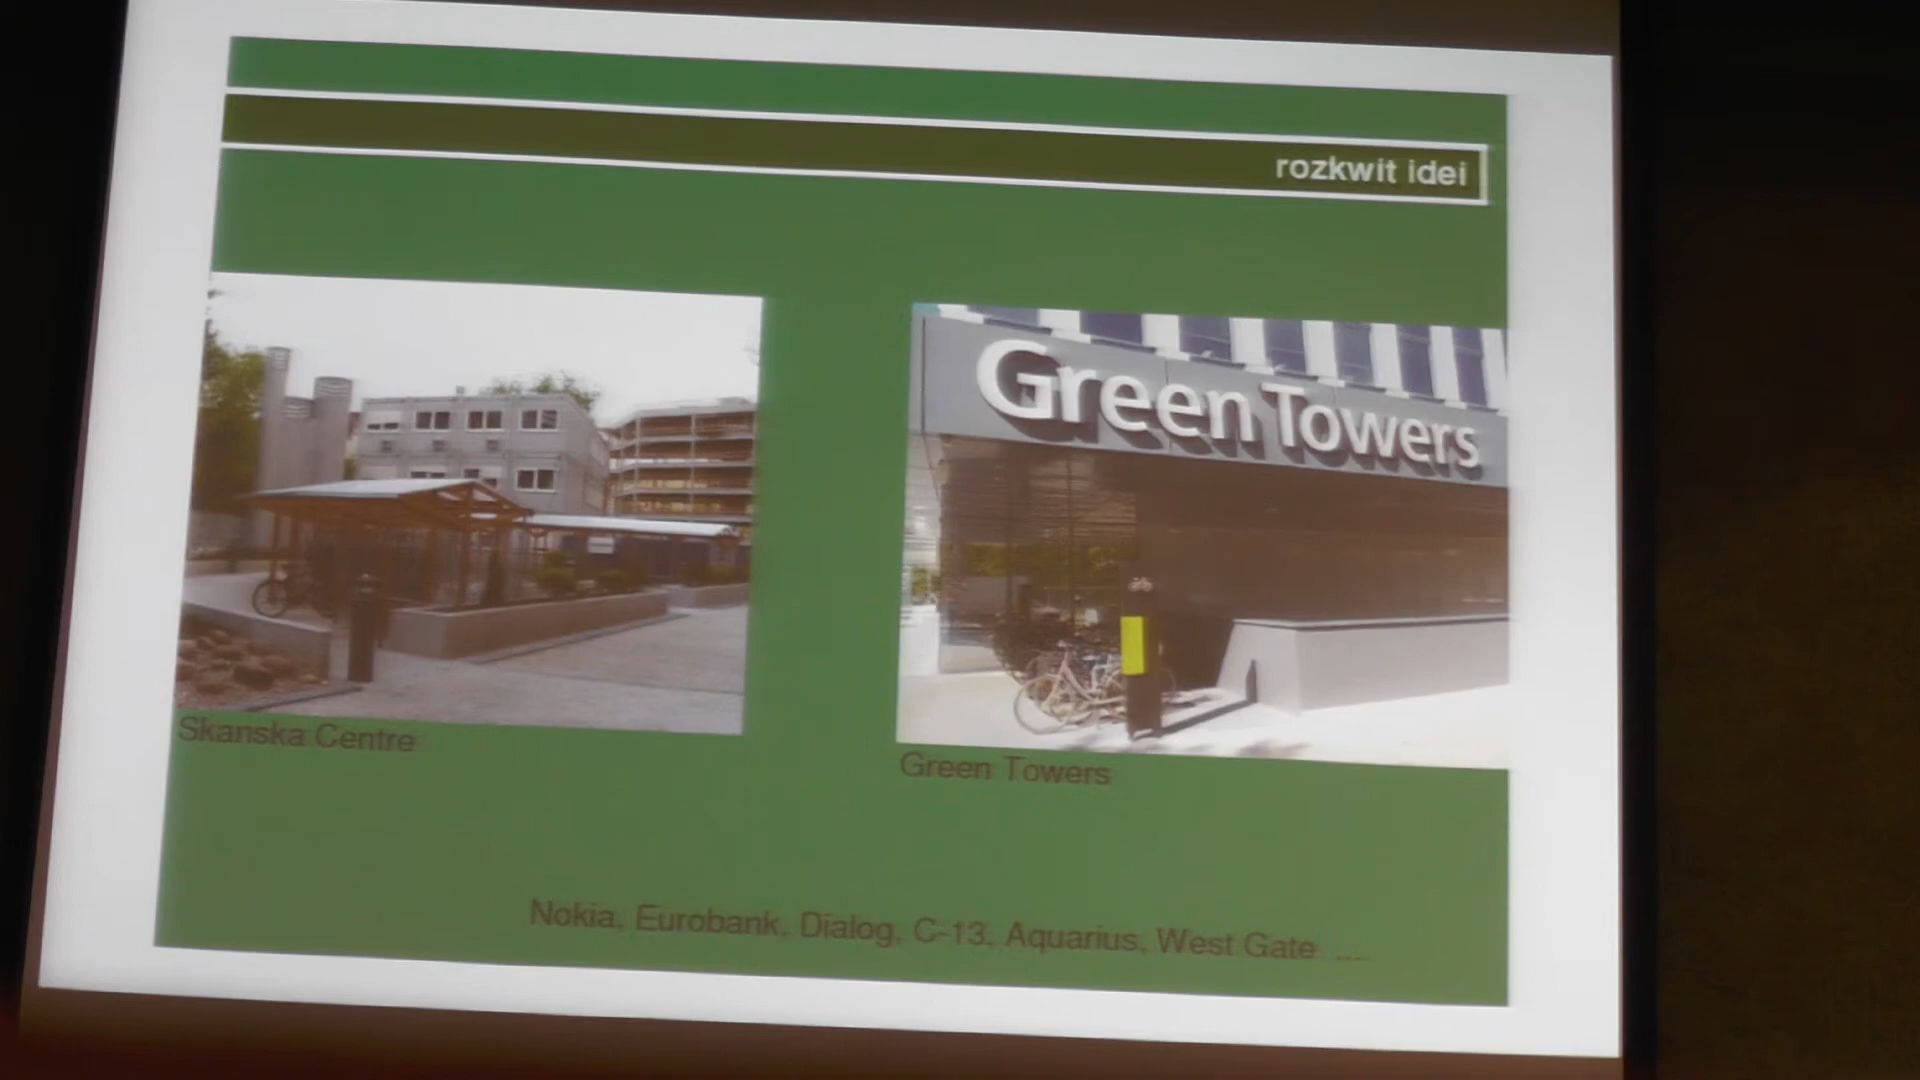 rozkwit idei
Green Towers
Skanska Centre
Green Towers
Nokia, Eurobank, Dialog, C-13, Aquarius, West Gate ....